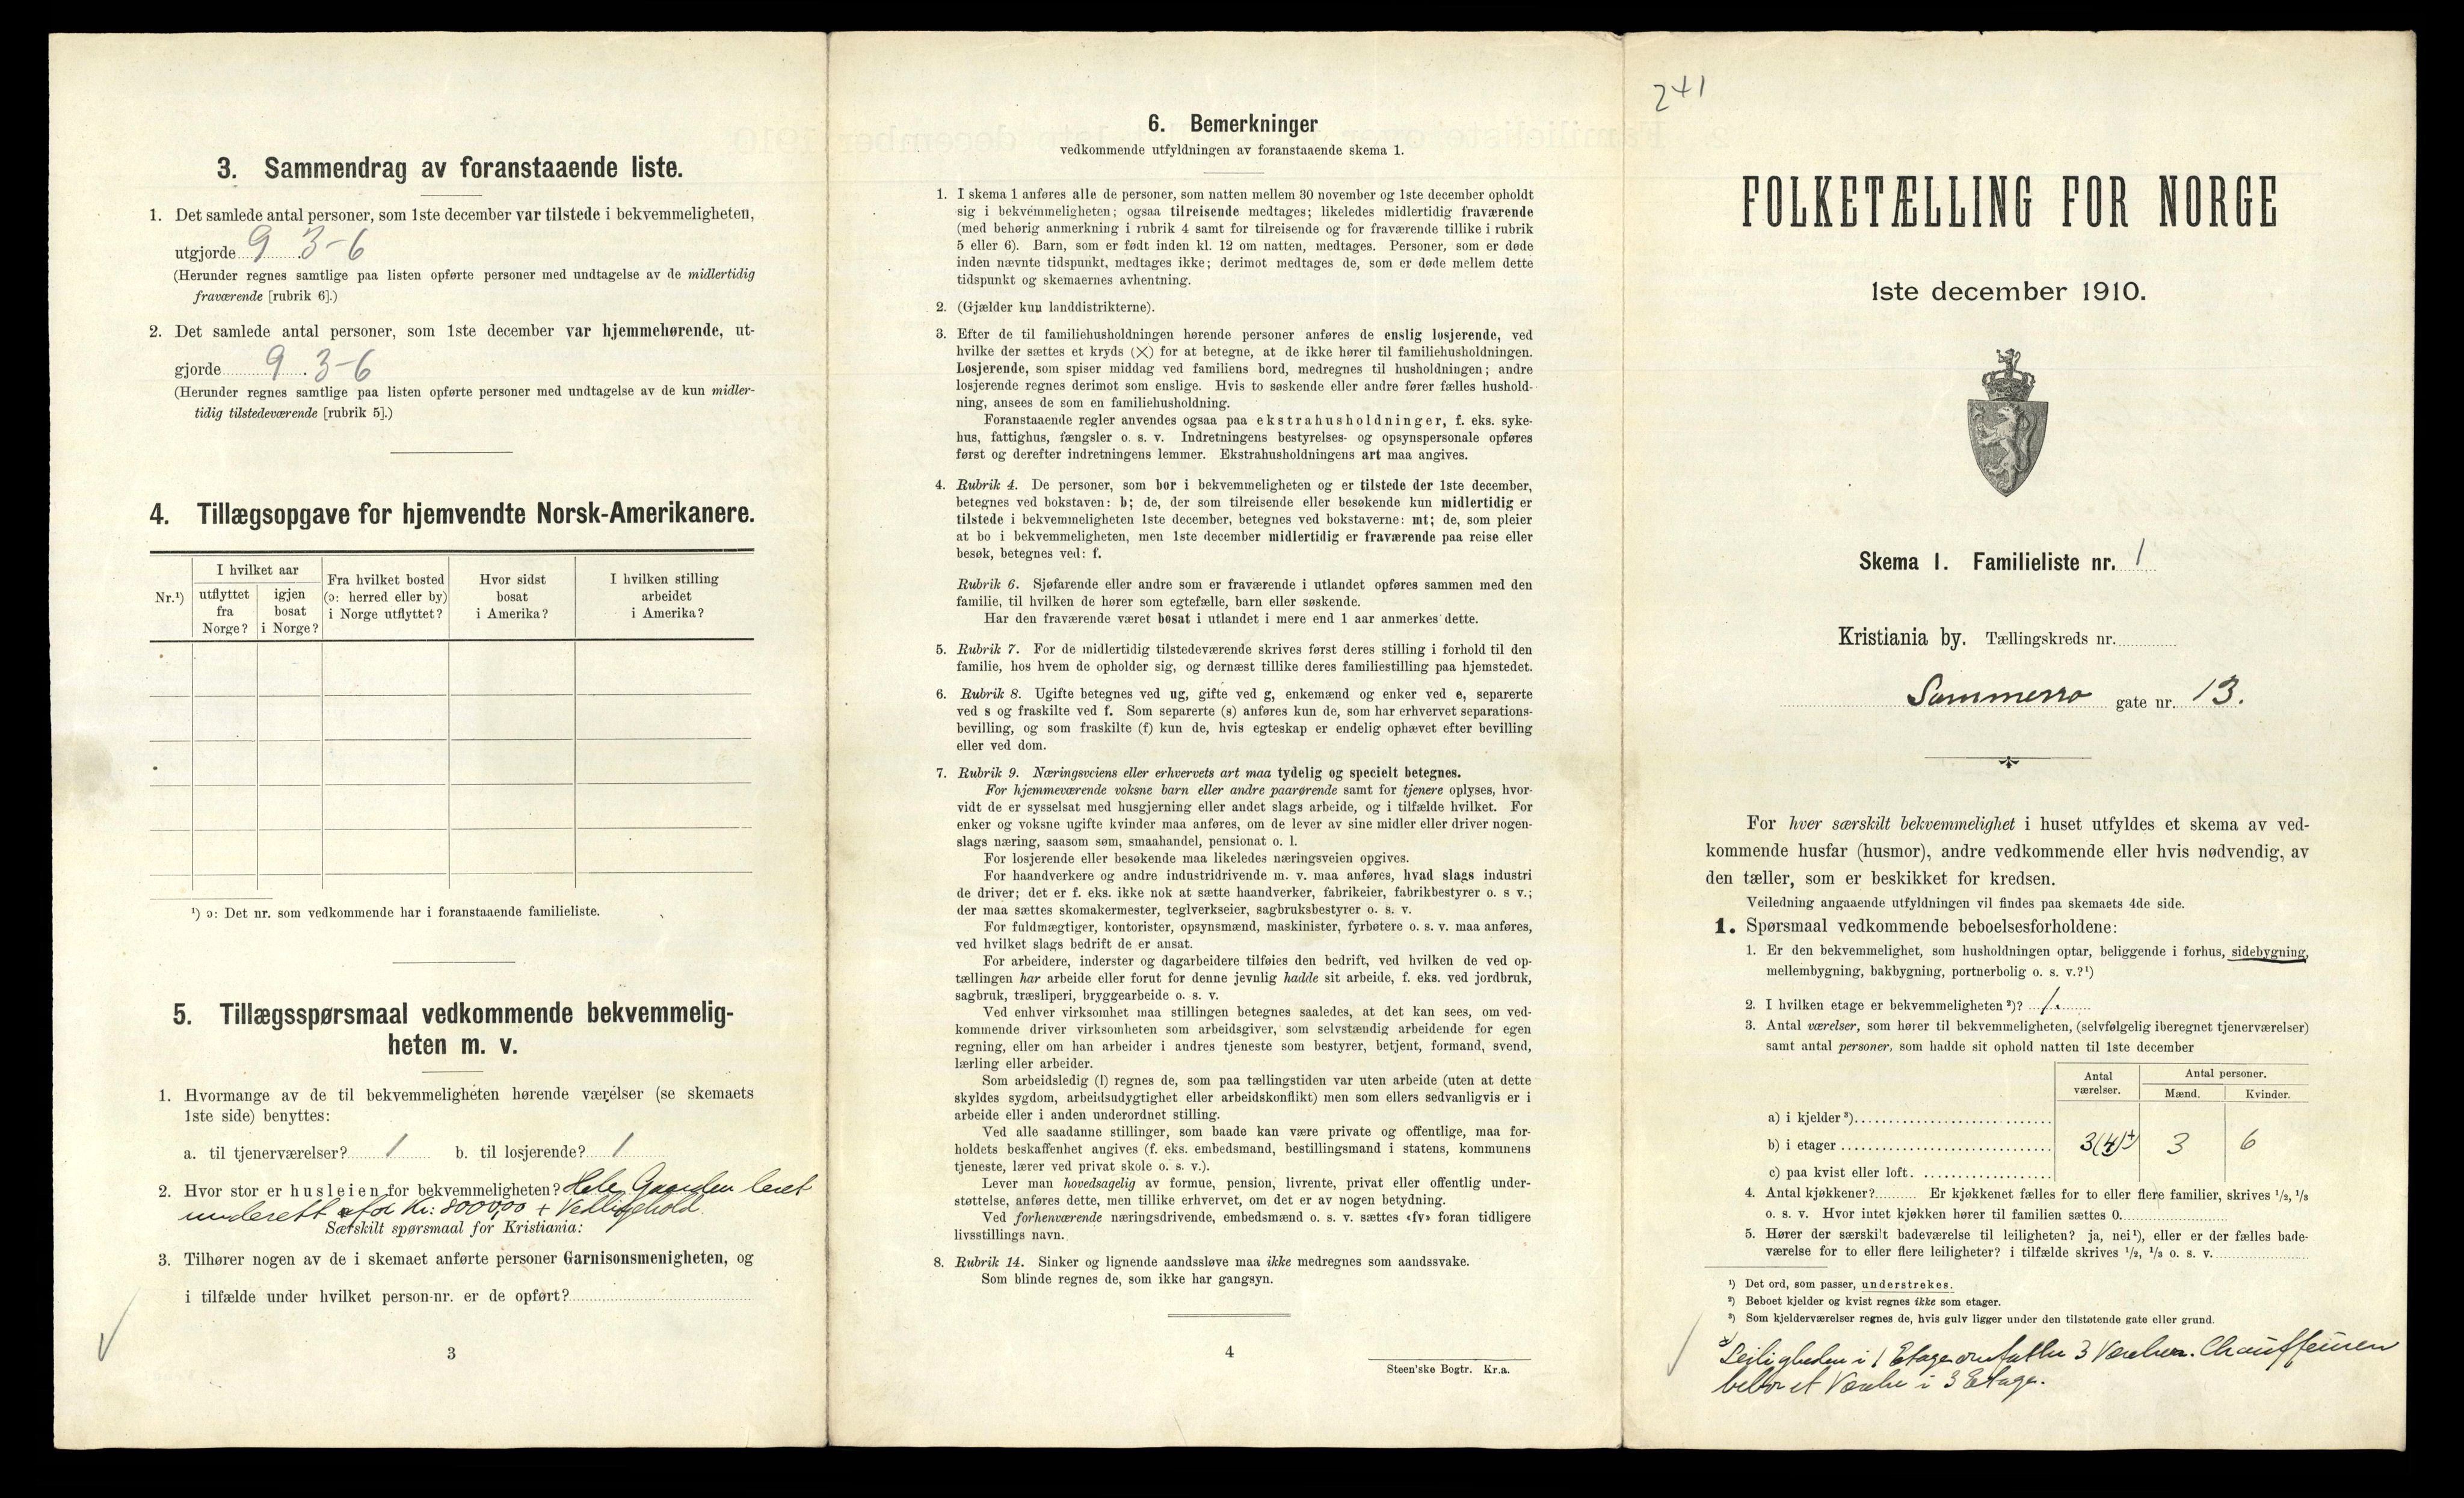 3. Sammendrag av foranstaaende liste.
1. Det samlede antal personer, som 1ste december var tilstede i bekvemmeligheten,
utgjorde 9 3-6
(Herunder regnes samtlige paa listen opførte personer med undtagelse av de midlertidig
fraværende [rubrik 6].)
2. Det samlede antal personer, som 1ste december var hjemmehørende, ut-
gjorde 9. 3-6
(Herunder regnes samtlige paa listen opførte personer med undtagelse av de kun midler-
tidig tilstedeværende [rubrik 5].)
4. Tillægsopgave for hjemvendte Norsk-Amerikanere.
Nr.¹)
I hvilket aar
utflyttet fra Norge?
igjen bosat i Norge?
Fra hvilket bosted (ɔ: herred eller by) i Norge utflyttet?
Hvor sidst bosat i Amerika?
I hvilken stilling arbeidet i Amerika?
¹) ɔ: Det nr. som vedkommende har i foranstaaende familieliste.
5. Tillægsspørsmaal vedkommende bekvemmelig-
heten m. v.
1. Hvormange av de til bekvemmeligheten hørende værelser (se skemaets
1ste side) benyttes:
a. til tjenerværelser? 1 b. til losjerende? 1
2. Hvor stor er husleien for bekvemmeligheten? Hele Gaarden leiet
underett for Kr: 8000,00 + Vedligehold.
Særskilt spørsmaal for Kristiania:
3. Tilhører nogen av de i skemaet anførte personer Garnisonsmenigheten, og
i tilfælde under hvilket person-nr. er de opført?
3
6. Bemerkninger
vedkommende utfyldningen av foranstaaende skema 1.
1. I skema 1 anføres alle de personer, som natten mellem 30 november og 1ste december opholdt
sig i bekvemmeligheten; ogsaa tilreisende medtages; likeledes midlertidig fraværende
(med behørig anmerkning i rubrik 4 samt for tilreisende og for fraværende tillike i rubrik
5 eller 6). Barn, som er født inden kl. 12 om natten, medtages. Personer, som er døde
inden nævnte tidspunkt, medtages ikke; derimot medtages de, som er døde mellem dette
tidspunkt og skemaernes avhentning.
2. (Gjælder kun landdistrikterne).
3. Efter de til familiehusholdningen hørende personer anføres de enslig losjerende, ved
hvilke der sættes et kryds (×) for at betegne, at de ikke hører til familiehusholdningen.
Losjerende, som spiser middag ved familiens bord, medregnes til husholdningen; andre
losjerende regnes derimot som enslige. Hvis to søskende eller andre fører fælles hushold-
ning, ansees de som en familiehusholdning.
Foranstaaende regler anvendes ogsaa paa ekstrahusholdninger, f. eks. syke-
hus, fattighus, fængsler o. s. v. Indretningens bestyrelses- og opsynspersonale opføres
først og derefter indretningens lemmer. Ekstrahusholdningens art maa angives.
4. Rubrik 4. De personer, som bor i bekvemmeligheten og er tilstede der 1ste december,
betegnes ved bokstaven: b; de, der som tilreisende eller besøkende kun midlertidig er
tilstede i bekvemmeligheten 1ste december, betegnes ved bokstaverne: mt; de, som pleier
at bo i bekvemmeligheten, men 1ste december midlertidig er fraværende paa reise eller
besøk, betegnes ved: f.
Rubrik 6. Sjøfarende eller andre som er fraværende i utlandet opføres sammen med den
familie, til hvilken de hører som egtefælle, barn eller søskende.
Har den fraværende været bosat i utlandet i mere end 1 aar anmerkes dette.
5. Rubrik 7. For de midlertidig tilstedeværende skrives først deres stilling i forhold til den
familie, hos hvem de opholder sig, og dernæst tillike deres familiestilling paa hjemstedet.
6. Rubrik 8. Ugifte betegnes ved ug, gifte ved g, enkemænd og enker ved e, separerte
ved s og fraskilte ved f. Som separerte (s) anføres kun de, som har erhvervet separations-
bevilling, og som fraskilte (f) kun de, hvis egteskap er endelig ophævet efter bevilling
eller ved dom.
7. Rubrik 9. Næringsveiens eller erhvervets art maa tydelig og specielt betegnes.
For hjemmeværende voksne barn eller andre paarørende samt for tjenere oplyses, hvor-
vidt de er sysselsat med husgjerning eller andet slags arbeide, og i tilfælde hvilket. For
enker og voksne ugifte kvinder maa anføres, om de lever av sine midler eller driver nogen-
slags næring, saasom søm, smaahandel, pensionat o. l.
For losjerende eller besøkende maa likeledes næringsveien opgives.
For haandverkere og andre industridrivende m. v. maa anføres, hvad slags industri
de driver; det er f. eks. ikke nok at sætte haandverker, fabrikeier, fabrikbestyrer o. s v.;
der maa sættes skomakermester, teglverkseier, sagbruksbestyrer o. s. v.
For fuldmægtiger, kontorister, opsynsmænd, maskinister, fyrbøtere o. s. v. maa anføres,
ved hvilket slags bedrift de er ansat.
For arbeidere, inderster og dagarbeidere tilføies den bedrift, ved hvilken de ved op-
tællingen har arbeide eller forut for denne jevnlig hadde sit arbeide, f. eks. ved jordbruk,
sagbruk, træsliperi, bryggearbeide o. s. v.
Ved enhver virksomhet maa stillingen betegnes saaledes, at det kan sees, om ved-
kommende driver virksomheten som arbeidsgiver, som selvstændig arbeidende for egen
regning, eller om han arbeider i andres tjeneste som bestyrer, betjent, formand, svend,
lærling eller arbeider.
Som arbeidsledig (l) regnes de, som paa tællingstiden var uten arbeide (uten at dette
skyldes sygdom, arbeidsudygtighet eller arbeidskonflikt) men som ellers sedvanligvis er i
arbeide eller i anden underordnet stilling.
Ved alle saadanne stillinger, som baade kan være private og offentlige, maa for-
holdets beskaffenhet angives (f. eks. embedsmand, bestillingsmand i statens, kommunens
tjeneste, lærer ved privat skole o. s. v.).
Lever man hovedsagelig av formue, pension, livrente, privat eller offentlig under-
støttelse, anføres dette, men tillike erhvervet, om det er av nogen betydning.
Ved forhenværende næringsdrivende, embedsmænd o. s. v. sættes «fv» foran tidligere
livsstillings navn.
8. Rubrik 14. Sinker og lignende aandssløve maa ikke medregnes som aandssvake.
Som blinde regnes de, som ikke har gangsyn.
4
Steen'ske Bogtr. Kr.a.
241
FOLKETÆLLING FOR NORGE
1ste december 1910.
Skema 1. Familieliste nr. 1
Kristiania by. Tællingskreds nr.
Sommerro gate nr. 13.
For hver særskilt bekvemmelighet i huset utfyldes et skema av ved-
kommende husfar (husmor), andre vedkommende eller hvis nødvendig, av
den tæller, som er beskikket for kredsen.
Veiledning angaaende utfyldningen vil findes paa skemaets 4de side.
1. Spørsmaal vedkommende beboelsesforholdene:
1. Er den bekvemmelighet, som husholdningen optar, beliggende i forhus, sidebygning,
mellembygning, bakbygning, portnerbolig o. s. v.?¹)
2. I hvilken etage er bekvemmeligheten²)? 1.
3. Antal værelser, som hører til bekvemmeligheten, (selvfølgelig iberegnet tjenerværelser)
samt antal personer, som hadde sit ophold natten til 1ste december
Antal værelser.
Antal personer.
Mænd. Kvinder.
a) i kjelder³)
b) i etager 3(4)+) 3 6
c) paa kvist eller loft.
4. Antal kjøkkener? Er kjøkkenet fælles for to eller flere familier, skrives ¹/₂, ¹/₃
o. s. v. Hvor intet kjøkken hører til familien sættes 0.
5. Hører der særskilt badeværelse til leiligheten? ja, nei¹), eller er der fælles bade-
værelse for to eller flere leiligheter? i tilfælde skrives ¹/₂, ¹/₃ o. s. v.
¹) Det ord, som passer, understrekes.
²) Beboet kjelder og kvist regnes ikke som etager.
³) Som kjelderværelser regnes de, hvis gulv ligger under den tilstøtende gate eller grund.
+) Leiligheden i 1 Etage omfatter 3 Værelser. Chauffeuren
bebor et Værelse i 3 Etage.